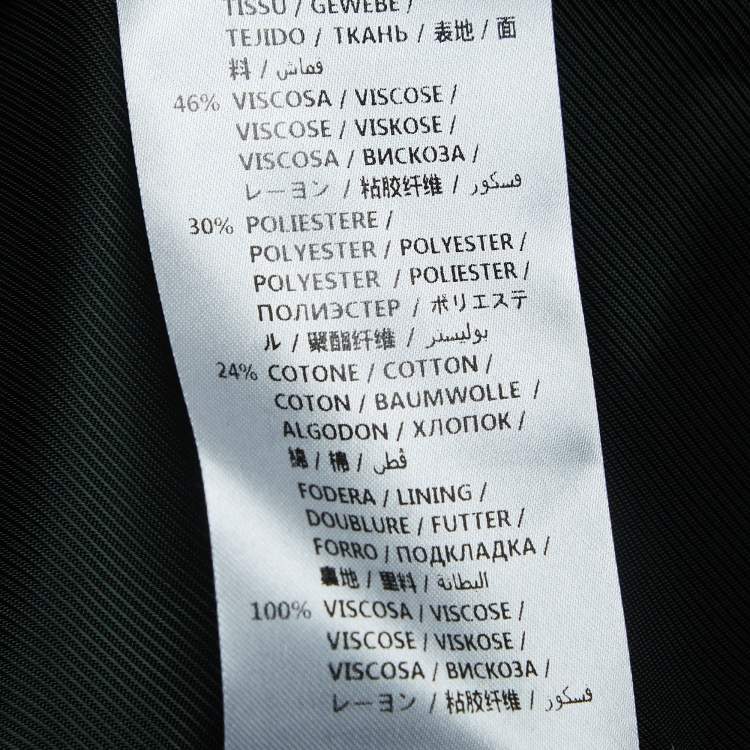 TISSU / GEWEBE /
TEJIDO / ТКАНЬ / 表地 / 面
料 / قماش
46% VISCOSA / VISCOSE /
VISCOSE / VISKOSE /
VISCOSA / ВИСКОЗА /
レーヨン / 粘胶纤维 / فسكور
30% POLIESTERE /
POLYESTER / POLYESTER /
POLYESTER / POLIESTER /
ПОЛИЭСТЕР / ポリエステ
ル / 聚酯纤维 / بوليستر
24% COTONE / COTTON /
COTON / BAUMWOLLE /
ALGODON / ХЛОПОК /
綿 / 棉 / قطن
FODERA / LINING /
DOUBLURE / FUTTER /
FORRO / ПОДКЛАДКА /
裏地 / 里料 / البطانة
100% VISCOSA / VISCOSE /
VISCOSE / VISKOSE /
VISCOSA / ВИСКОЗА /
レーヨン / 粘胶纤维 / فسكور